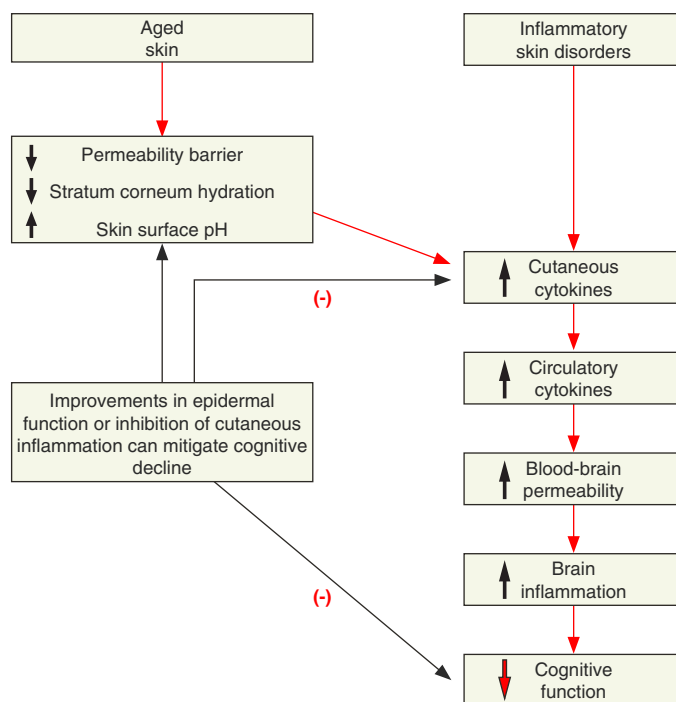 Aged
skin
Inflammatory
skin disorders
Permeability barrier
Stratum corneum hydration
Skin surface pH
Cutaneous
cytokines
(-)
Circulatory
cytokines
Improvements in epidermal
function or inhibition of cutaneous
inflammation can mitigate cognitive
decline
Blood-brain
permeability
Brain
inflammation
(-)
Cognitive
function